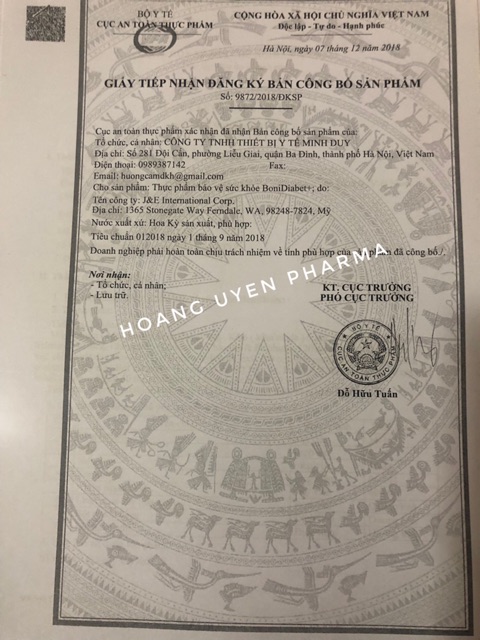 BỘ Y TẾ
CỤC AN TOÀN THỰC PHẨM
CỘNG HÒA XÃ HỘI CHỦ NGHĨA VIỆT NAM
Độc lập - Tự do - Hạnh phúc
Hà Nội, ngày 07 tháng 12 năm 2018
GIẤY TIẾP NHẬN ĐĂNG KÝ BẢN CÔNG BỐ SẢN PHẨM
Số: 9872/2018/ĐKSP
Cục an toàn thực phẩm xác nhận đã nhận Bản công bố sản phẩm của:
Tổ chức, cá nhân: CÔNG TY TNHH THIẾT BỊ Y TẾ MINH DUY
Địa chỉ: Số 281 Đội Cấn, phường Liễu Giai, quận Ba Đình, thành phố Hà Nội, Việt Nam
Điện thoại: 0989387142 Fax:
Email: huongcamdkh@gmail.com
Cho sản phẩm: Thực phẩm bảo vệ sức khỏe BoniDiabet+; do:
Tên công ty: J&E International Corp.
Địa chỉ: 1365 Stonegate Way Ferndale, WA, 98248-7824, Mỹ
Nước xuất xứ: Hoa Kỳ sản xuất, phù hợp:
Tiêu chuẩn 012018 ngày 1 tháng 9 năm 2018
Doanh nghiệp phải hoàn toàn chịu trách nhiệm về tính phù hợp của phẩm đã công bố./.
Nơi nhận:
- Tổ chức, cá nhân;
- Lưu trữ.
KT. CỤC TRƯỞNG
PHÓ CỤC TRƯỞNG
BỘ Y TẾ
CỤC AN TOÀN THỰC PHẨM
Đỗ Hữu Tuấn
HOANG UYEN PHARMA